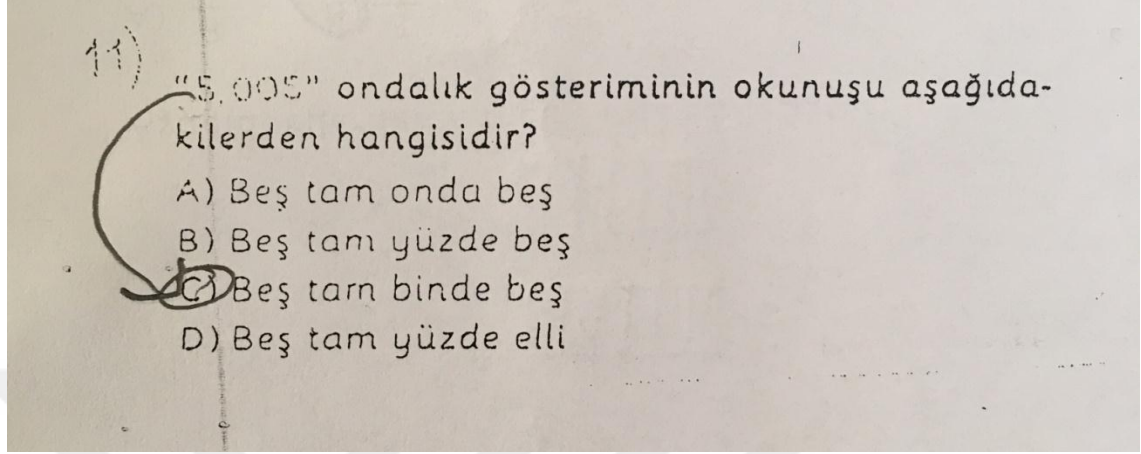 11)
"5,005" ondalık gösteriminin okunuşu aşağıda-
kilerden hangisidir?
A) Beş tam onda beş
B) Beş tam yüzde beş
C) Beş tam binde beş
D) Beş tam yüzde elli